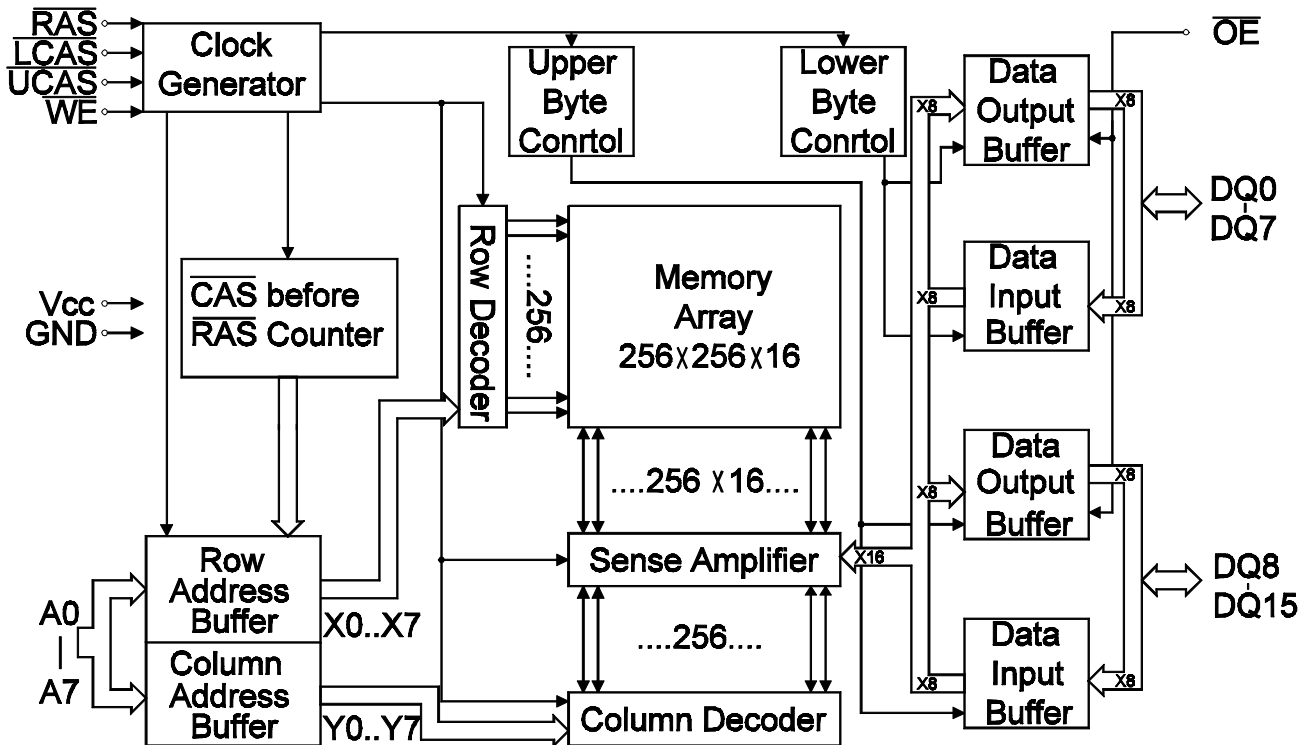 RAS
LCAS
UCAS
WE
Clock
Generator
Upper
Byte
Conrtol
Lower
Byte
Conrtol
OE
Data
Output
Buffer
X8
X8
DQ0
-
DQ7
Data
Input
Buffer
X8
X8
Vcc
GND
CAS before
RAS Counter
Row Decoder
....256....
Memory
Array
256X256X16
....256 X16....
Data
Output
Buffer
X8
X8
Sense Amplifier
X16
DQ8
-
DQ15
A0
|
A7
Row
Address
Buffer
X0..X7
Column
Address
Buffer
Y0..Y7
....256....
Column Decoder
Data
Input
Buffer
X8
X8